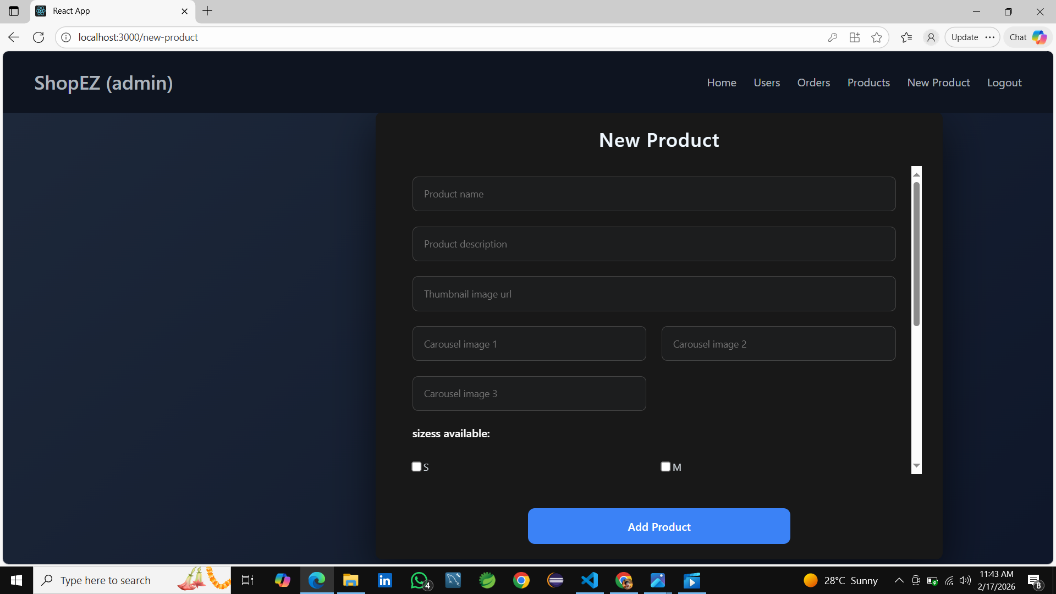 React App
localhost:3000/new-product
Update
Chat
ShopEZ (admin)
Home
Users
Orders
Products
New Product
Logout
New Product
Product name
Product description
Thumbnail image url
Carousel image 1
Carousel image 2
Carousel image 3
sizess available:
S
M
Add Product
Type here to search
4
28°C Sunny
11:43 AM
2/17/2026
8